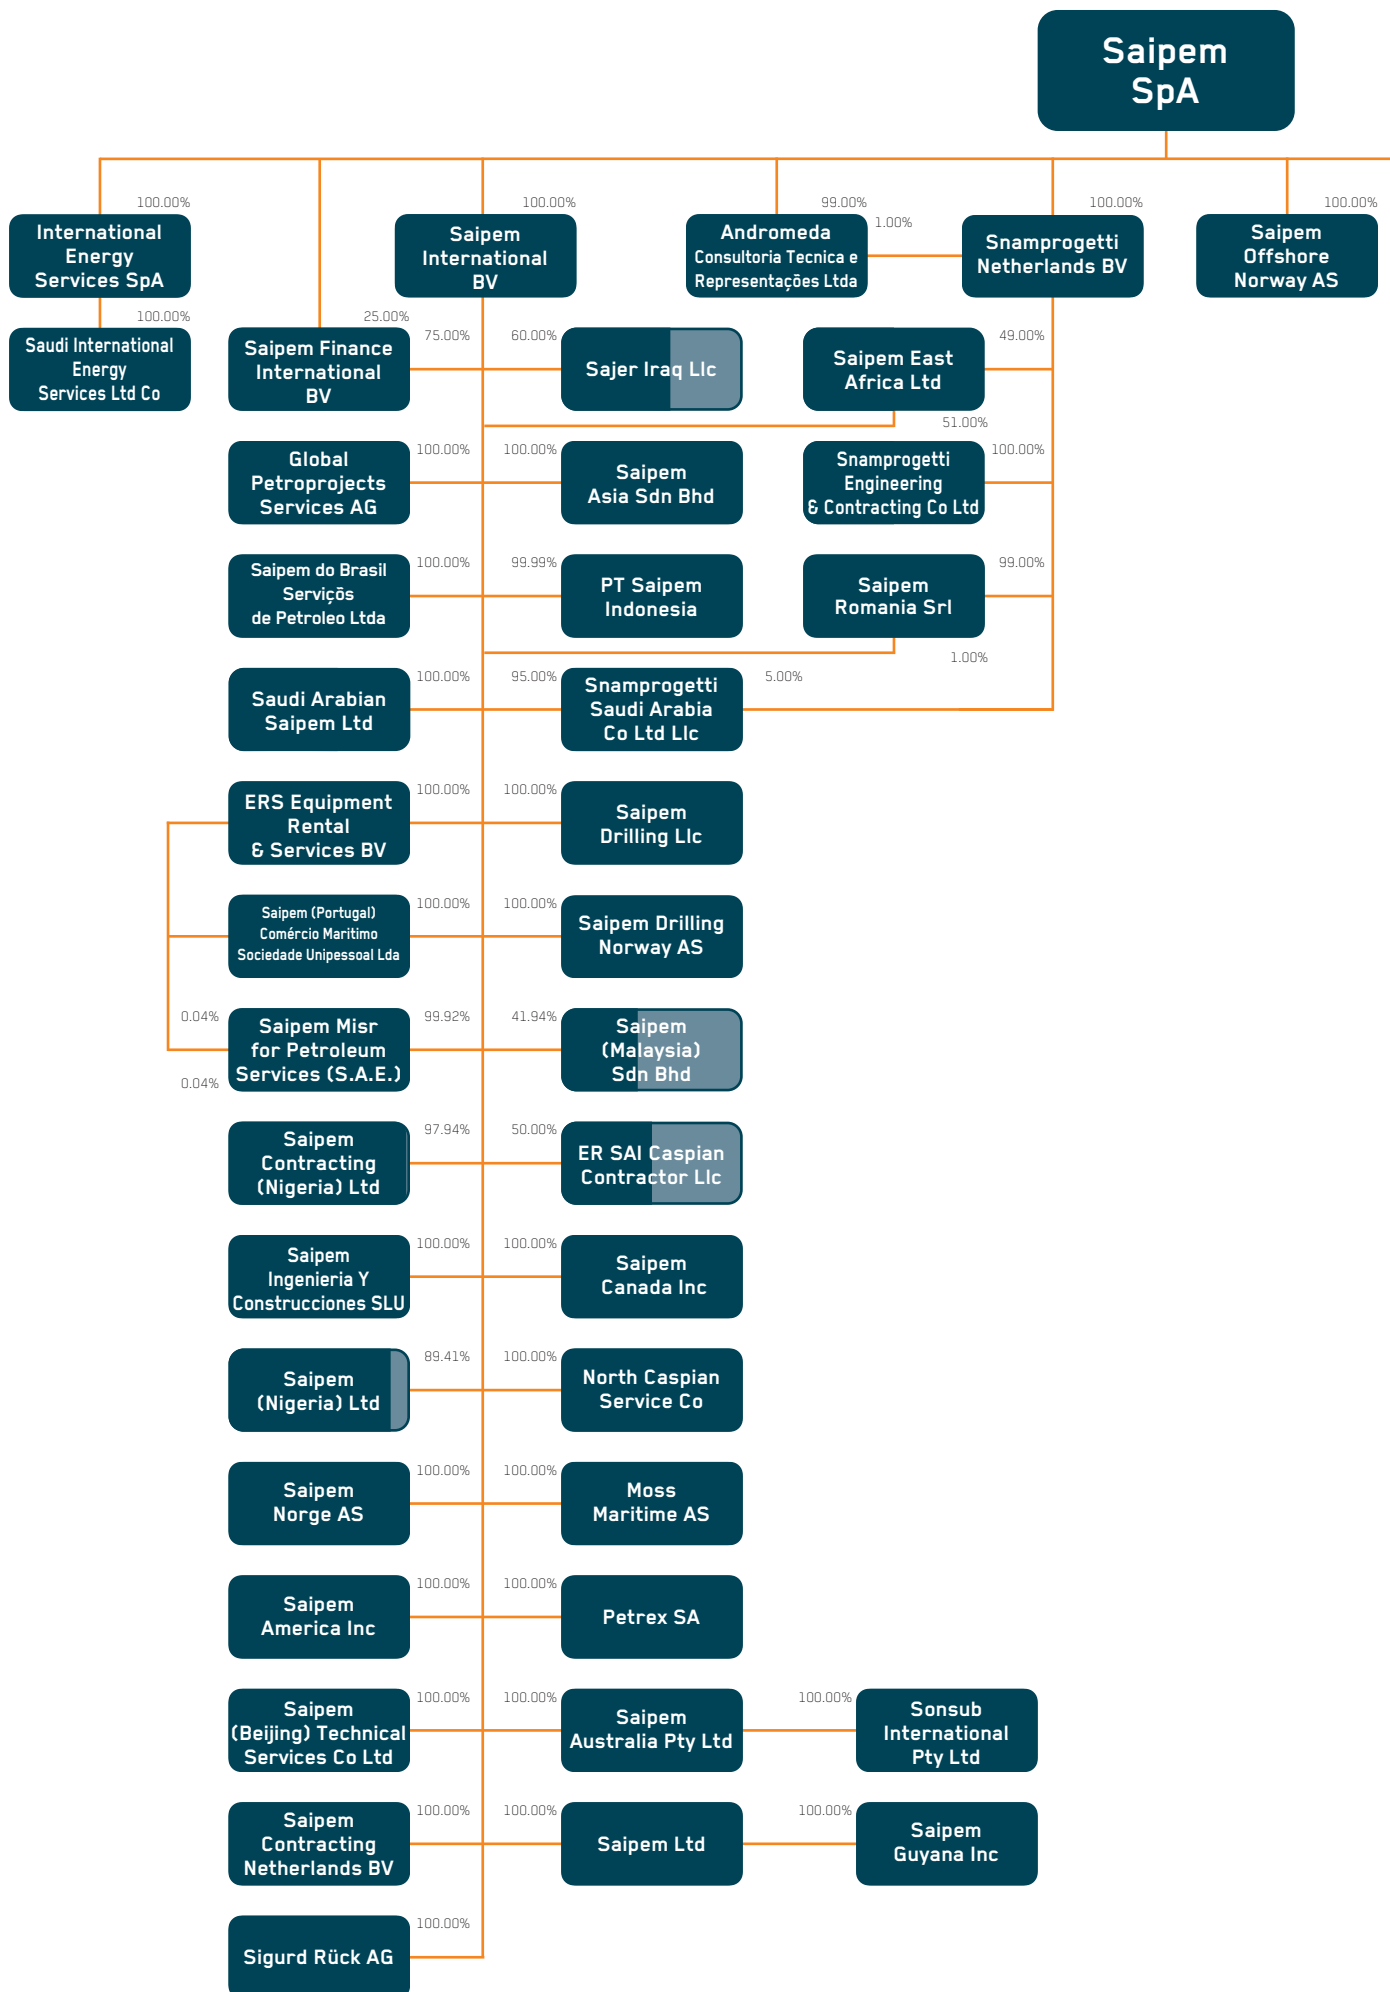 Saipem
SpA
100.00%
International
Energy
Services SpA
100.00%
Saudi International
Energy
Services Ltd Co
100.00%
Saipem
International
BV
99.00%
Andromeda
Consultoria Tecnica e
Representações Ltda
1.00%
100.00%
Snamprogetti
Netherlands BV
100.00%
Saipem
Offshore
Norway AS
25.00%
Saipem Finance
International
BV
75.00%
60.00%
Sajer Iraq Llc
Saipem East
Africa Ltd
49.00%
51.00%
Global
Petroprojects
Services AG
100.00%
100.00%
Saipem
Asia Sdn Bhd
Snamprogetti
Engineering
& Contracting Co Ltd
100.00%
Saipem do Brasil
Serviçõs
de Petroleo Ltda
100.00%
99.99%
PT Saipem
Indonesia
Saipem
Romania Srl
99.00%
1.00%
Saudi Arabian
Saipem Ltd
100.00%
95.00%
Snamprogetti
Saudi Arabia
Co Ltd Llc
5.00%
ERS Equipment
Rental
& Services BV
100.00%
100.00%
Saipem
Drilling Llc
Saipem (Portugal)
Comércio Maritimo
Sociedade Unipessoal Lda
100.00%
100.00%
Saipem Drilling
Norway AS
0.04%
0.04%
Saipem Misr
for Petroleum
Services (S.A.E.)
99.92%
41.94%
Saipem
(Malaysia)
Sdn Bhd
Saipem
Contracting
(Nigeria) Ltd
97.94%
50.00%
ER SAI Caspian
Contractor Llc
Saipem
Ingenieria Y
Construcciones SLU
100.00%
100.00%
Saipem
Canada Inc
Saipem
(Nigeria) Ltd
89.41%
100.00%
North Caspian
Service Co
Saipem
Norge AS
100.00%
100.00%
Moss
Maritime AS
Saipem
America Inc
100.00%
100.00%
Petrex SA
Saipem
(Beijing) Technical
Services Co Ltd
100.00%
100.00%
Saipem
Australia Pty Ltd
100.00%
Sonsub
International
Pty Ltd
Saipem
Contracting
Netherlands BV
100.00%
100.00%
Saipem Ltd
100.00%
Saipem
Guyana Inc
Sigurd Rück AG
100.00%